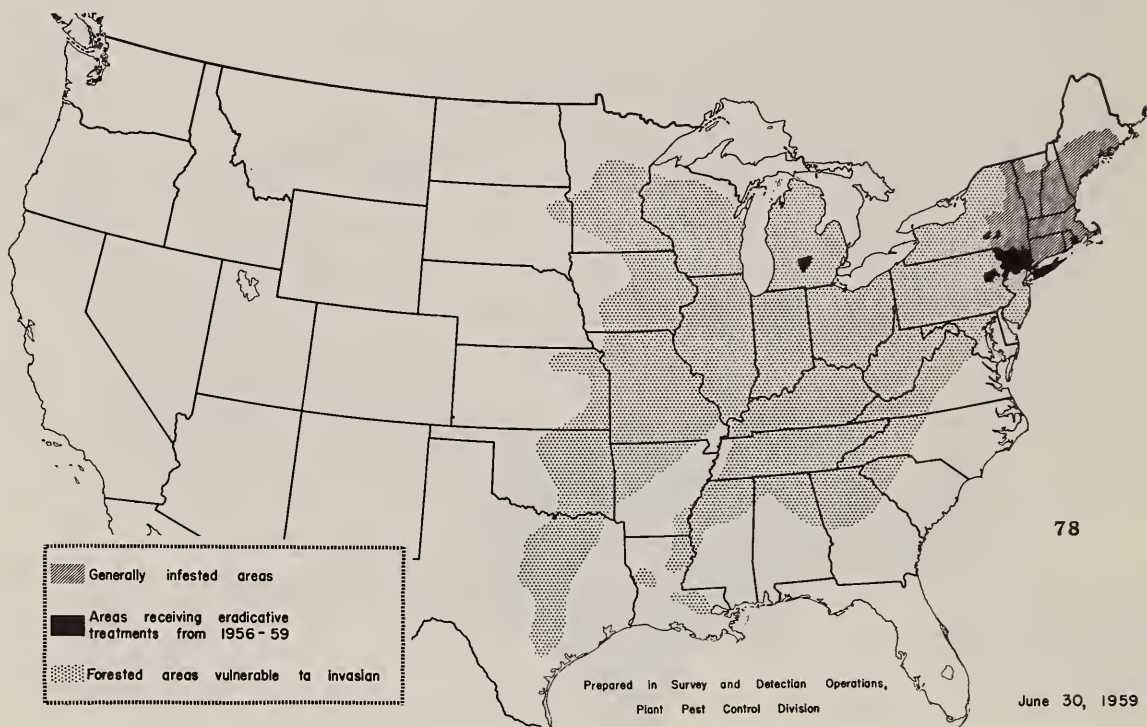 78
Generally infested areas
Areas receiving eradicative
treatments from 1956-59
Forested areas vulnerable ta invasian
Prepared in Survey and Detection Operations,
Plant Pest Control Division
June 30, 1959